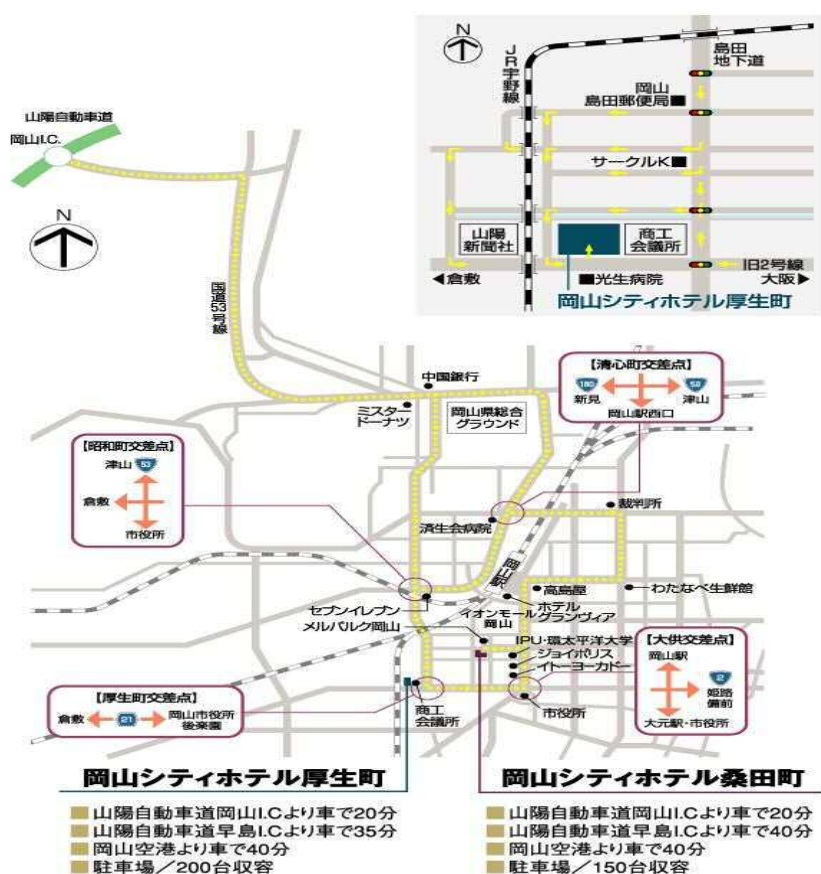 N
JR宇野線
島田
地下道
岡山
島田郵便局
サークルK
山陽
新聞社
商工
会議所
旧2号線
倉敷
光生病院
大阪
岡山シティホテル厚生町
山陽自動車道
岡山I.C.
N
国道53号線
中国銀行
ミスター
ドーナツ
岡山県総合
グラウンド
【清心町交差点】
180
新見
53
津山
岡山駅西口
【昭和町交差点】
津山
53
倉敷
市役所
済生会病院
裁判所
岡山駅
高島屋
わたなべ生鮮館
セブンイレブン
イオンモール
岡山
ホテル
グランヴィア
メルパルク岡山
IPU・環太平洋大学
ジョイポリス
イトーヨーカドー
【大供交差点】
岡山駅
2
姫路
備前
大元駅・市役所
【厚生町交差点】
倉敷
21
岡山市役所
後楽園
商工
会議所
市役所
岡山シティホテル厚生町
山陽自動車道岡山I.Cより車で20分
山陽自動車道早島I.Cより車で35分
岡山空港より車で40分
駐車場／200台収容
岡山シティホテル桑田町
山陽自動車道岡山I.Cより車で20分
山陽自動車道早島I.Cより車で40分
岡山空港より車で40分
駐車場／150台収容